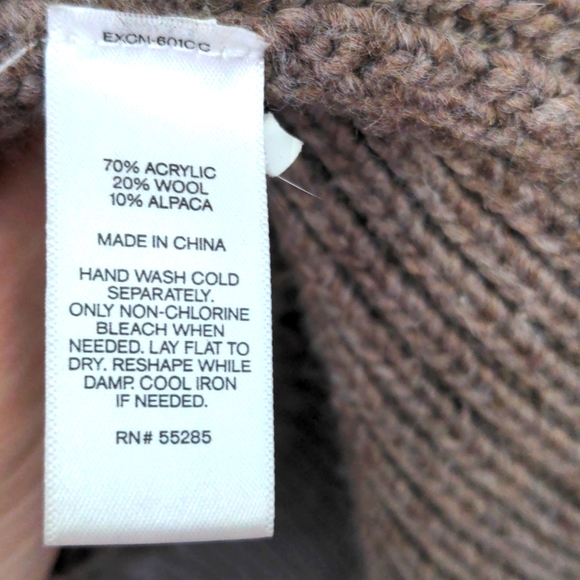 EXCN-601CC
70% ACRYLIC
20% WOOL
10% ALPACA
MADE IN CHINA
HAND WASH COLD
SEPARATELY.
ONLY NON-CHLORINE
BLEACH WHEN
NEEDED. LAY FLAT TO
DRY. RESHAPE WHILE
DAMP. COOL IRON
IF NEEDED.
RN# 55285